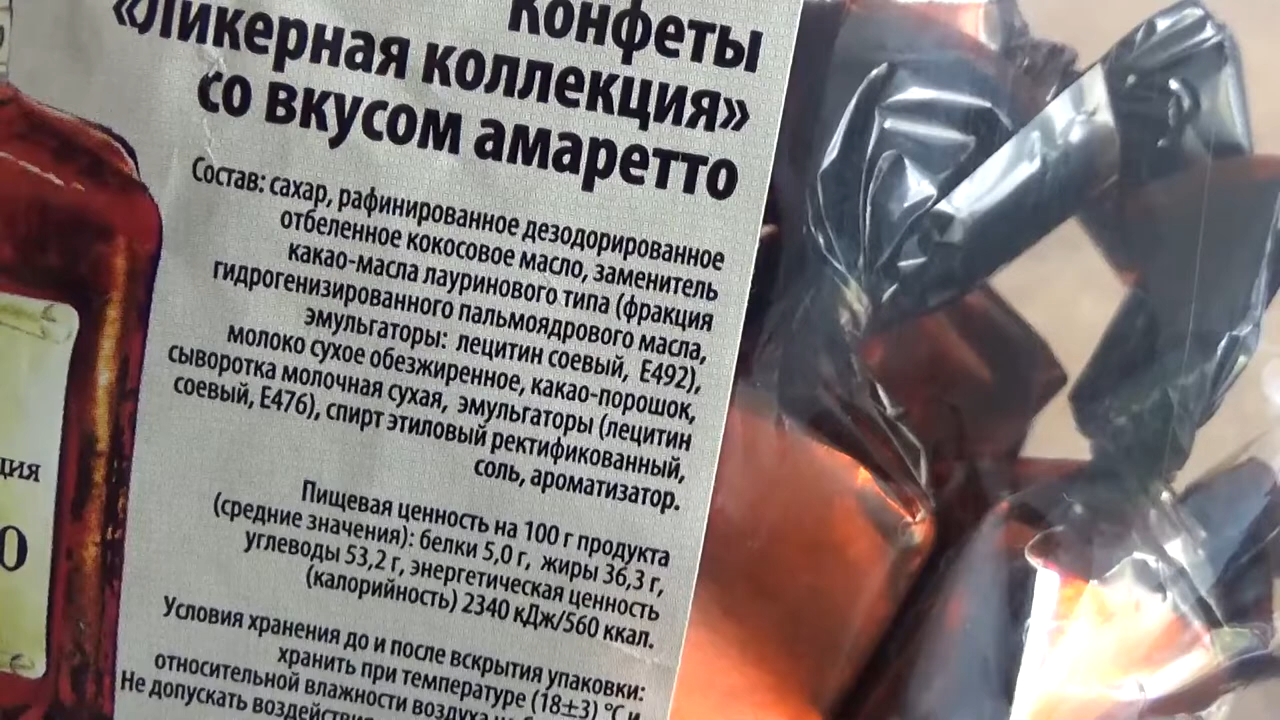 Конфеты
«Ликерная коллекция»
со вкусом амаретто
Состав: сахар, рафинированное дезодорированное
отбеленное кокосовое масло, заменитель
какао-масла лауринового типа (фракция
гидрогенизированного пальмоядрового масла,
эмульгаторы: лецитин соевый, Е492),
молоко сухое обезжиренное, какао-порошок,
сыворотка молочная сухая, эмульгаторы (лецитин
соевый, Е476), спирт этиловый ректификованный,
соль, ароматизатор.
Пищевая ценность на 100 г продукта
(средние значения): белки 5,0 г, жиры 36,3 г,
углеводы 53,2 г, энергетическая ценность
(калорийность) 2340 кДж/560 ккал.
Условия хранения до и после вскрытия упаковки:
хранить при температуре (18±3) °С и
относительной влажности воздуха
Не допускать